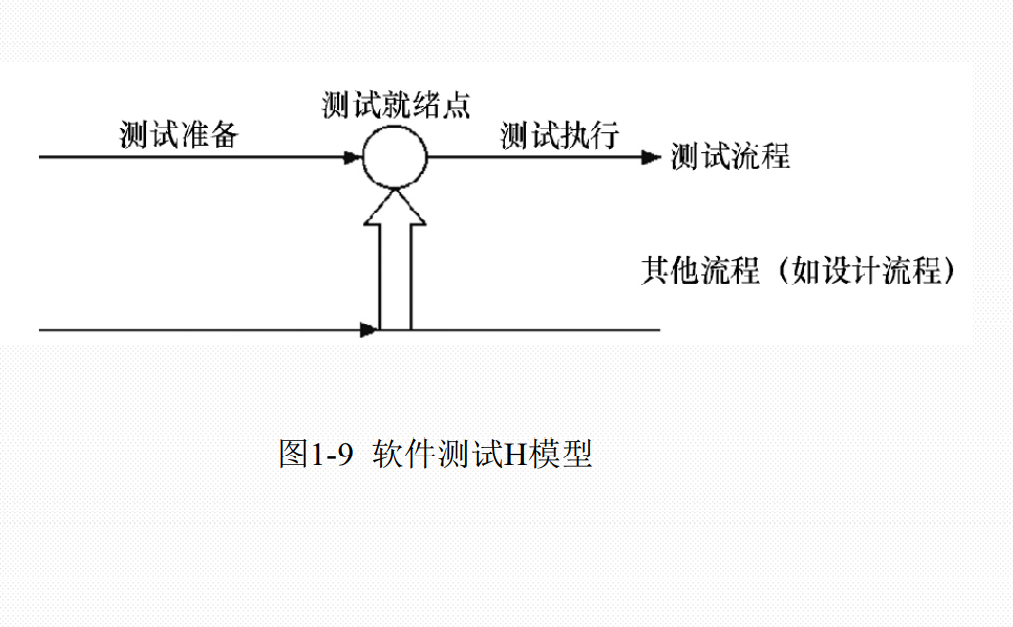 测试就绪点
测试准备
测试执行
测试流程
其他流程（如设计流程）
图1-9 软件测试H模型